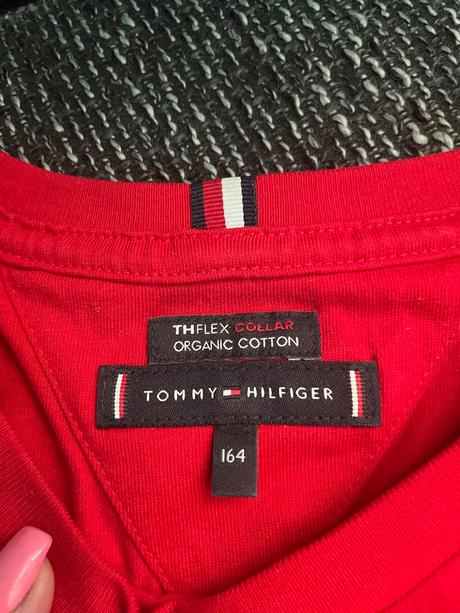 THFLEX COLLAR
ORGANIC COTTON
TOMMY HILFIGER
164